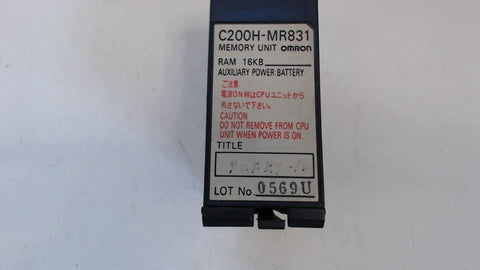 C200H-MR831
MEMORY UNIT OMRON
RAM 16KB
AUXILIARY POWER:BATTERY
ご注意
電源ON時はCPUユニットから
外さないで下さい。
CAUTION
DO NOT REMOVE FROM CPU
UNIT WHEN POWER IS ON.
TITLE
LOT No 0569U